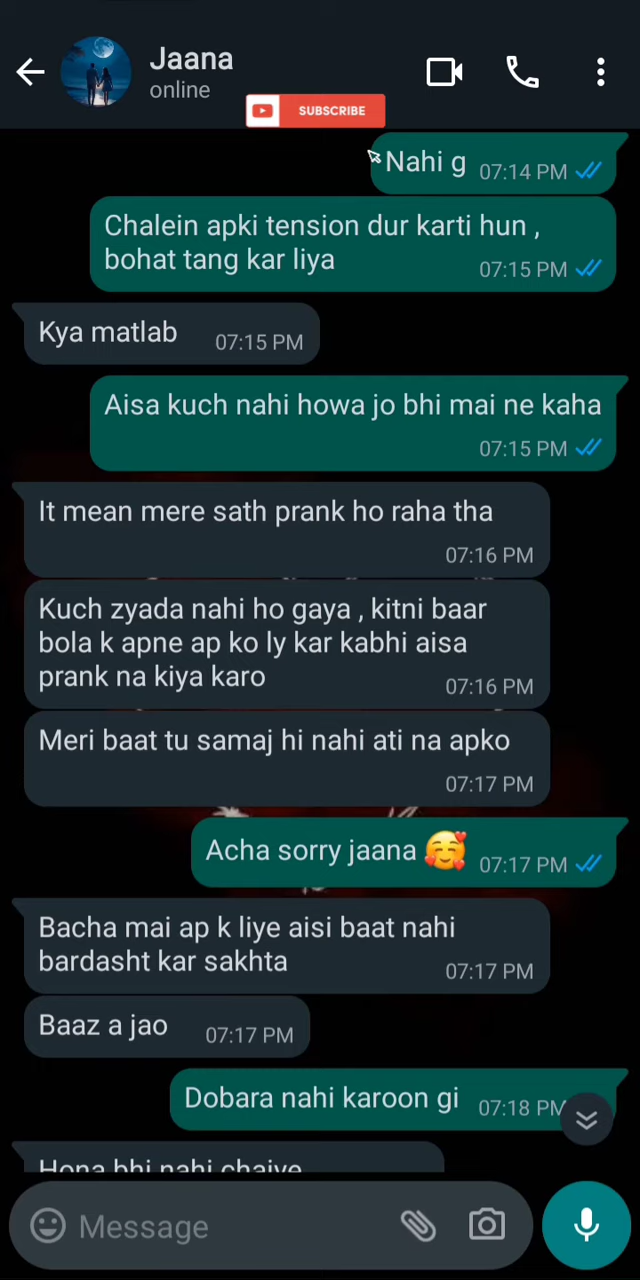 Jaana
online
SUBSCRIBE
Nahi g 07:14 PM
Chalein apki tension dur karti hun ,
bohat tang kar liya 07:15 PM
Kya matlab 07:15 PM
Aisa kuch nahi howa jo bhi mai ne kaha
07:15 PM
It mean mere sath prank ho raha tha
07:16 PM
Kuch zyada nahi ho gaya , kitni baar
bola k apne ap ko ly kar kabhi aisa
prank na kiya karo 07:16 PM
Meri baat tu samaj hi nahi ati na apko
07:17 PM
Acha sorry jaana 🥰 07:17 PM
Bacha mai ap k liye aisi baat nahi
bardasht kar sakhta 07:17 PM
Baaz a jao 07:17 PM
Dobara nahi karoon gi 07:18 PM
Hona bhi nahi chaiye
Message